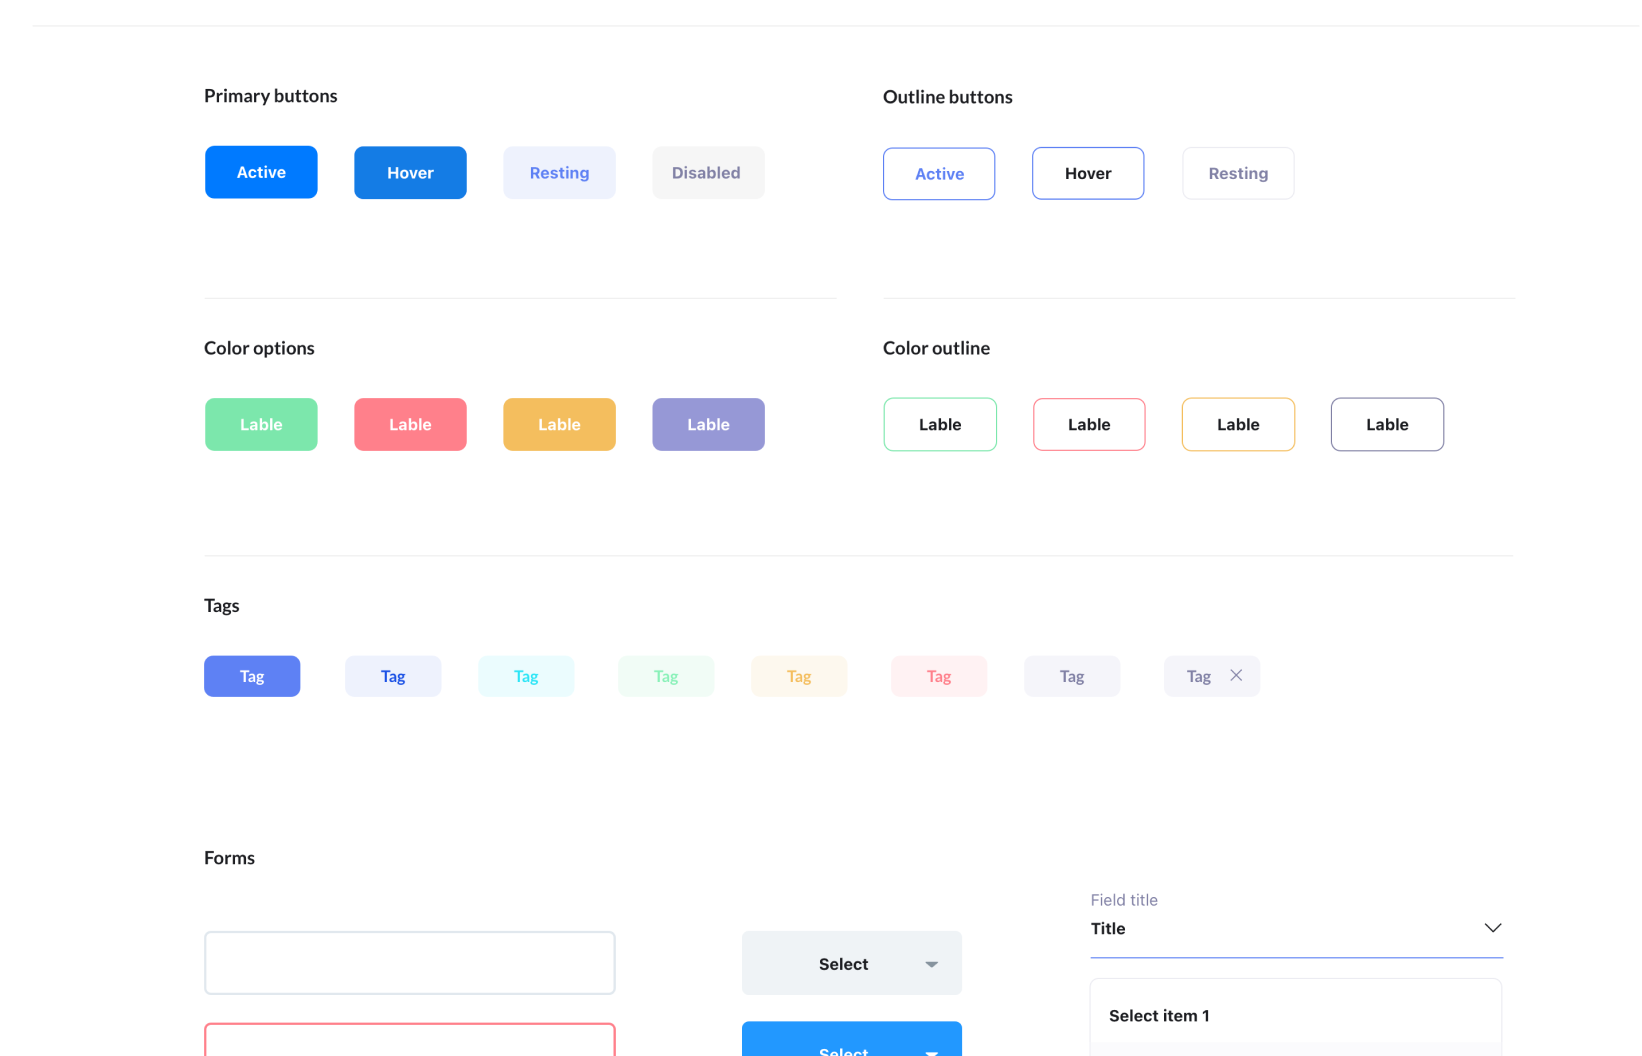 Primary buttons
Outline buttons
Active Hover Resting Disabled
Active Hover Resting
Color options
Color outline
Lable Lable Lable Lable
Lable Lable Lable Lable
Tags
Tag Tag Tag Tag Tag Tag Tag Tag
Forms
Field title
Title
Select
Select item 1
Select